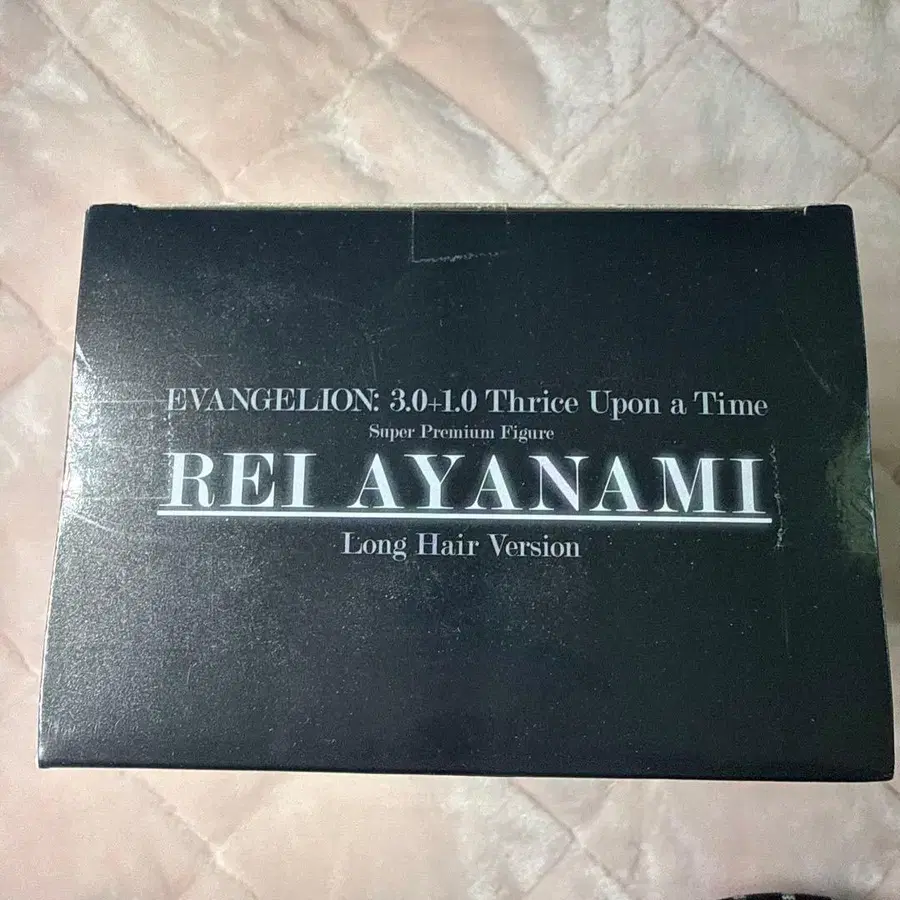 EVANGELION: 3.0+1.0 Thrice Upon a Time
Super Premium Figure
REI AYANAMI
Long Hair Version